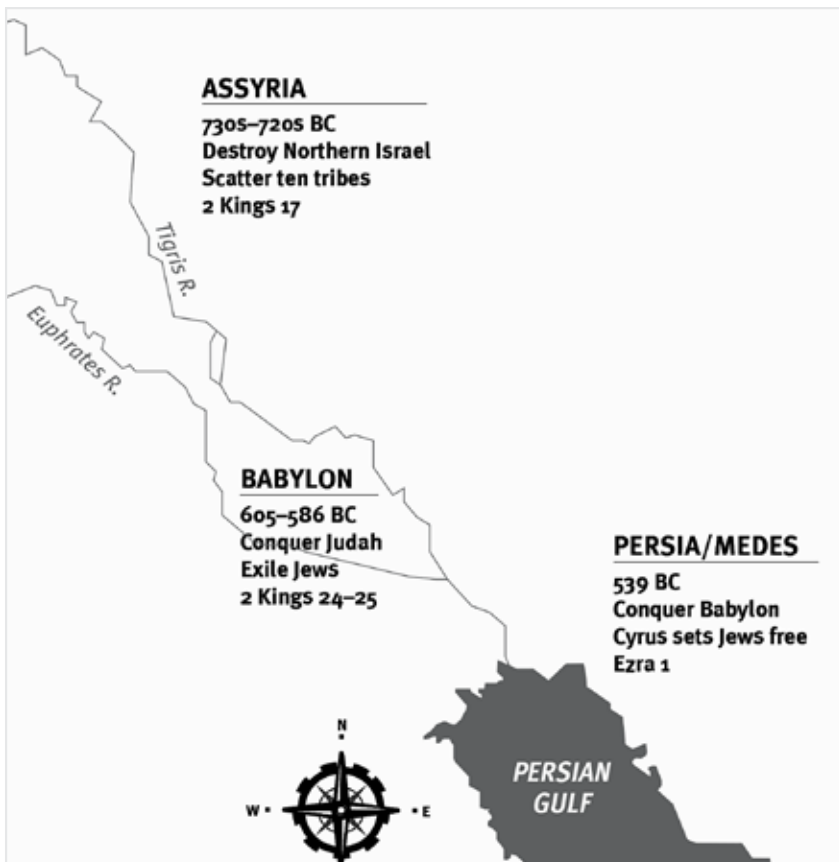 ASSYRIA
730s–720s BC
Destroy Northern Israel
Scatter ten tribes
2 Kings 17
Tigris R.
Euphrates R.
BABYLON
605–586 BC
Conquer Judah
Exile Jews
2 Kings 24–25
PERSIA/MEDES
539 BC
Conquer Babylon
Cyrus sets Jews free
Ezra 1
N
W
E
PERSIAN
GULF